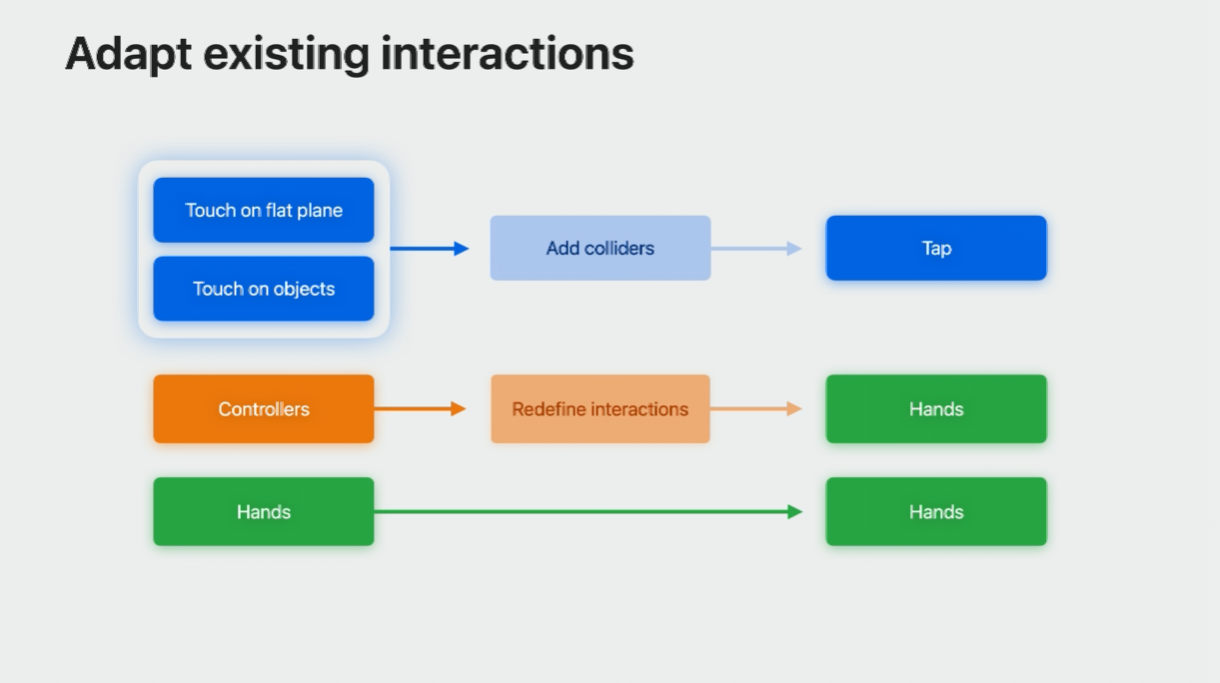 Adapt existing interactions
Touch on flat plane
Touch on objects
Add colliders
Tap
Controllers
Redefine interactions
Hands
Hands
Hands